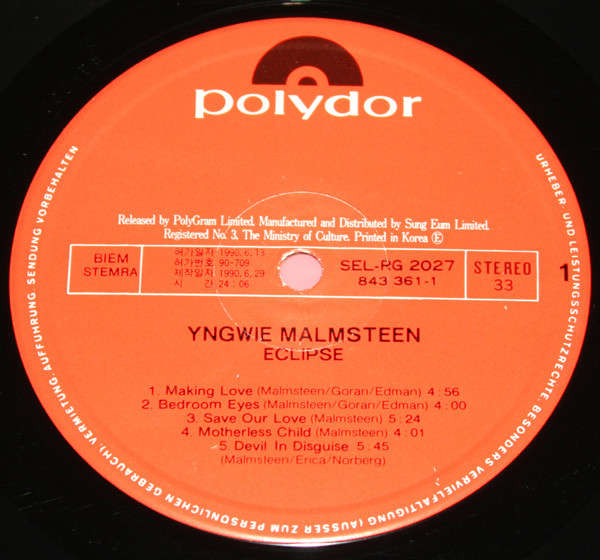 polydor
Released by PolyGram Limited. Manufactured and Distributed by Sung Eum Limited.
Registered No. 3, The Ministry of Culture. Printed in Korea Ⓔ
BIEM
STEMRA
허가일자 1990.6.13
허가번호 90-709
제작일자 1990.6.29
시 간 24:06
SEL-RG 2027
843 361-1
STEREO
33
1
YNGWIE MALMSTEEN
ECLIPSE
1. Making Love (Malmsteen/Goran/Edman) 4:56
2. Bedroom Eyes (Malmsteen/Goran/Edman) 4:00
3. Save Our Love (Malmsteen) 5:24
4. Motherless Child (Malmsteen) 4:01
5. Devil In Disguise 5:45
(Malmsteen/Erica/Norberg)
URHEBER- UND LEISTUNGSSCHUTZRECHTE, BESONDERS VERVIELFÄLTIGUNG (AUSSER ZUM PERSÖNLICHEN GEBRAUCH), VERMIETUNG, AUFFÜHRUNG, SENDUNG VORBEHALTEN